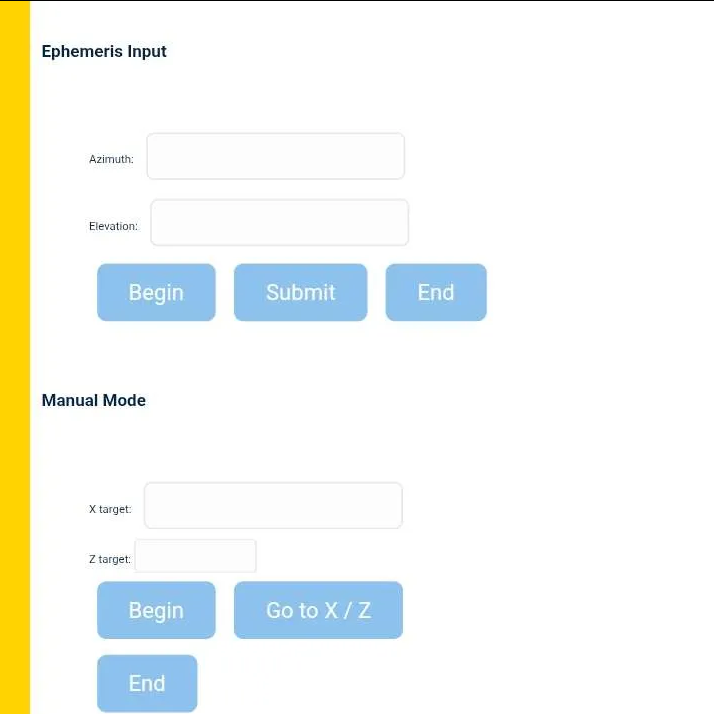 Ephemeris Input
Azimuth:
Elevation:
Begin Submit End
Manual Mode
X target:
Z target:
Begin Go to X / Z
End